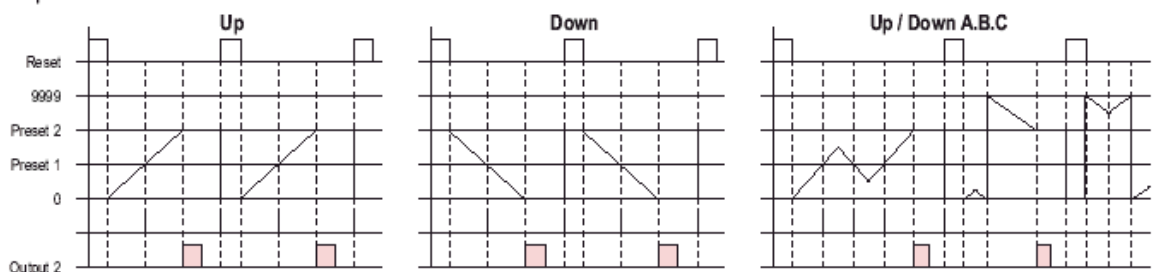 Up Down Up / Down A.B.C
Reset
9999
Preset 2
Preset 1
0
Output 2